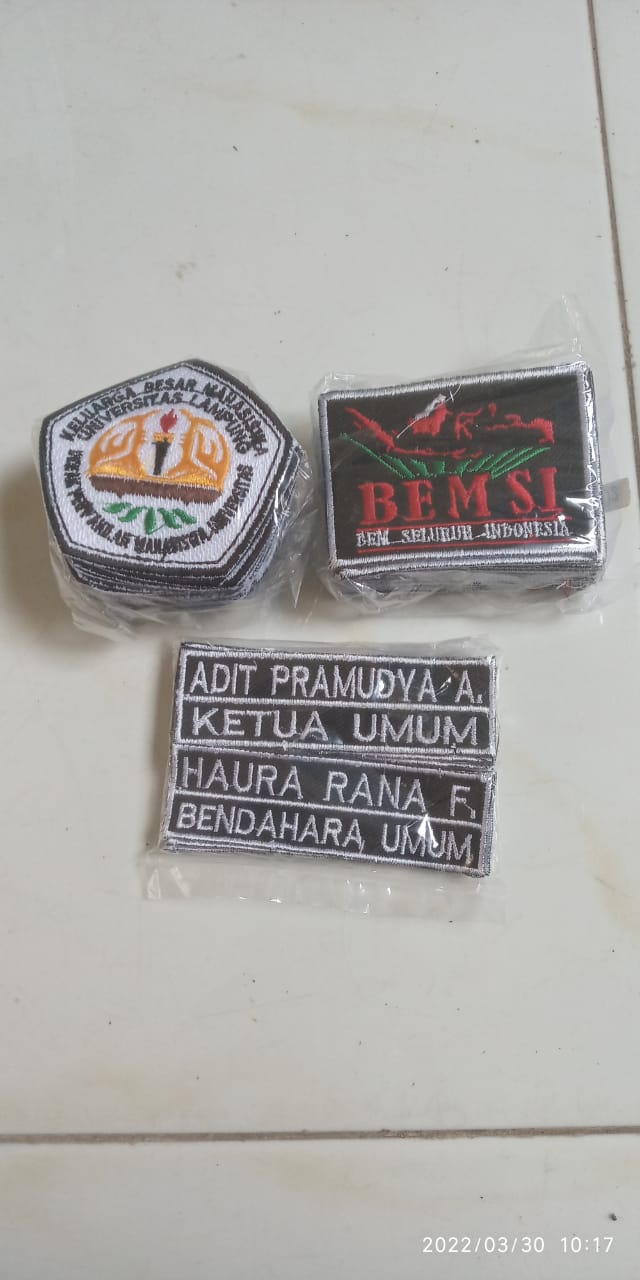 KELUARGA BESAR MAHASISWA
UNIVERSITAS LAMPUNG
BEM SI
BEM SELURUH INDONESIA
ADIT PRAMUDYA A.
KETUA UMUM
HAURA RANA F.
BENDAHARA UMUM
2022/03/30 10:17